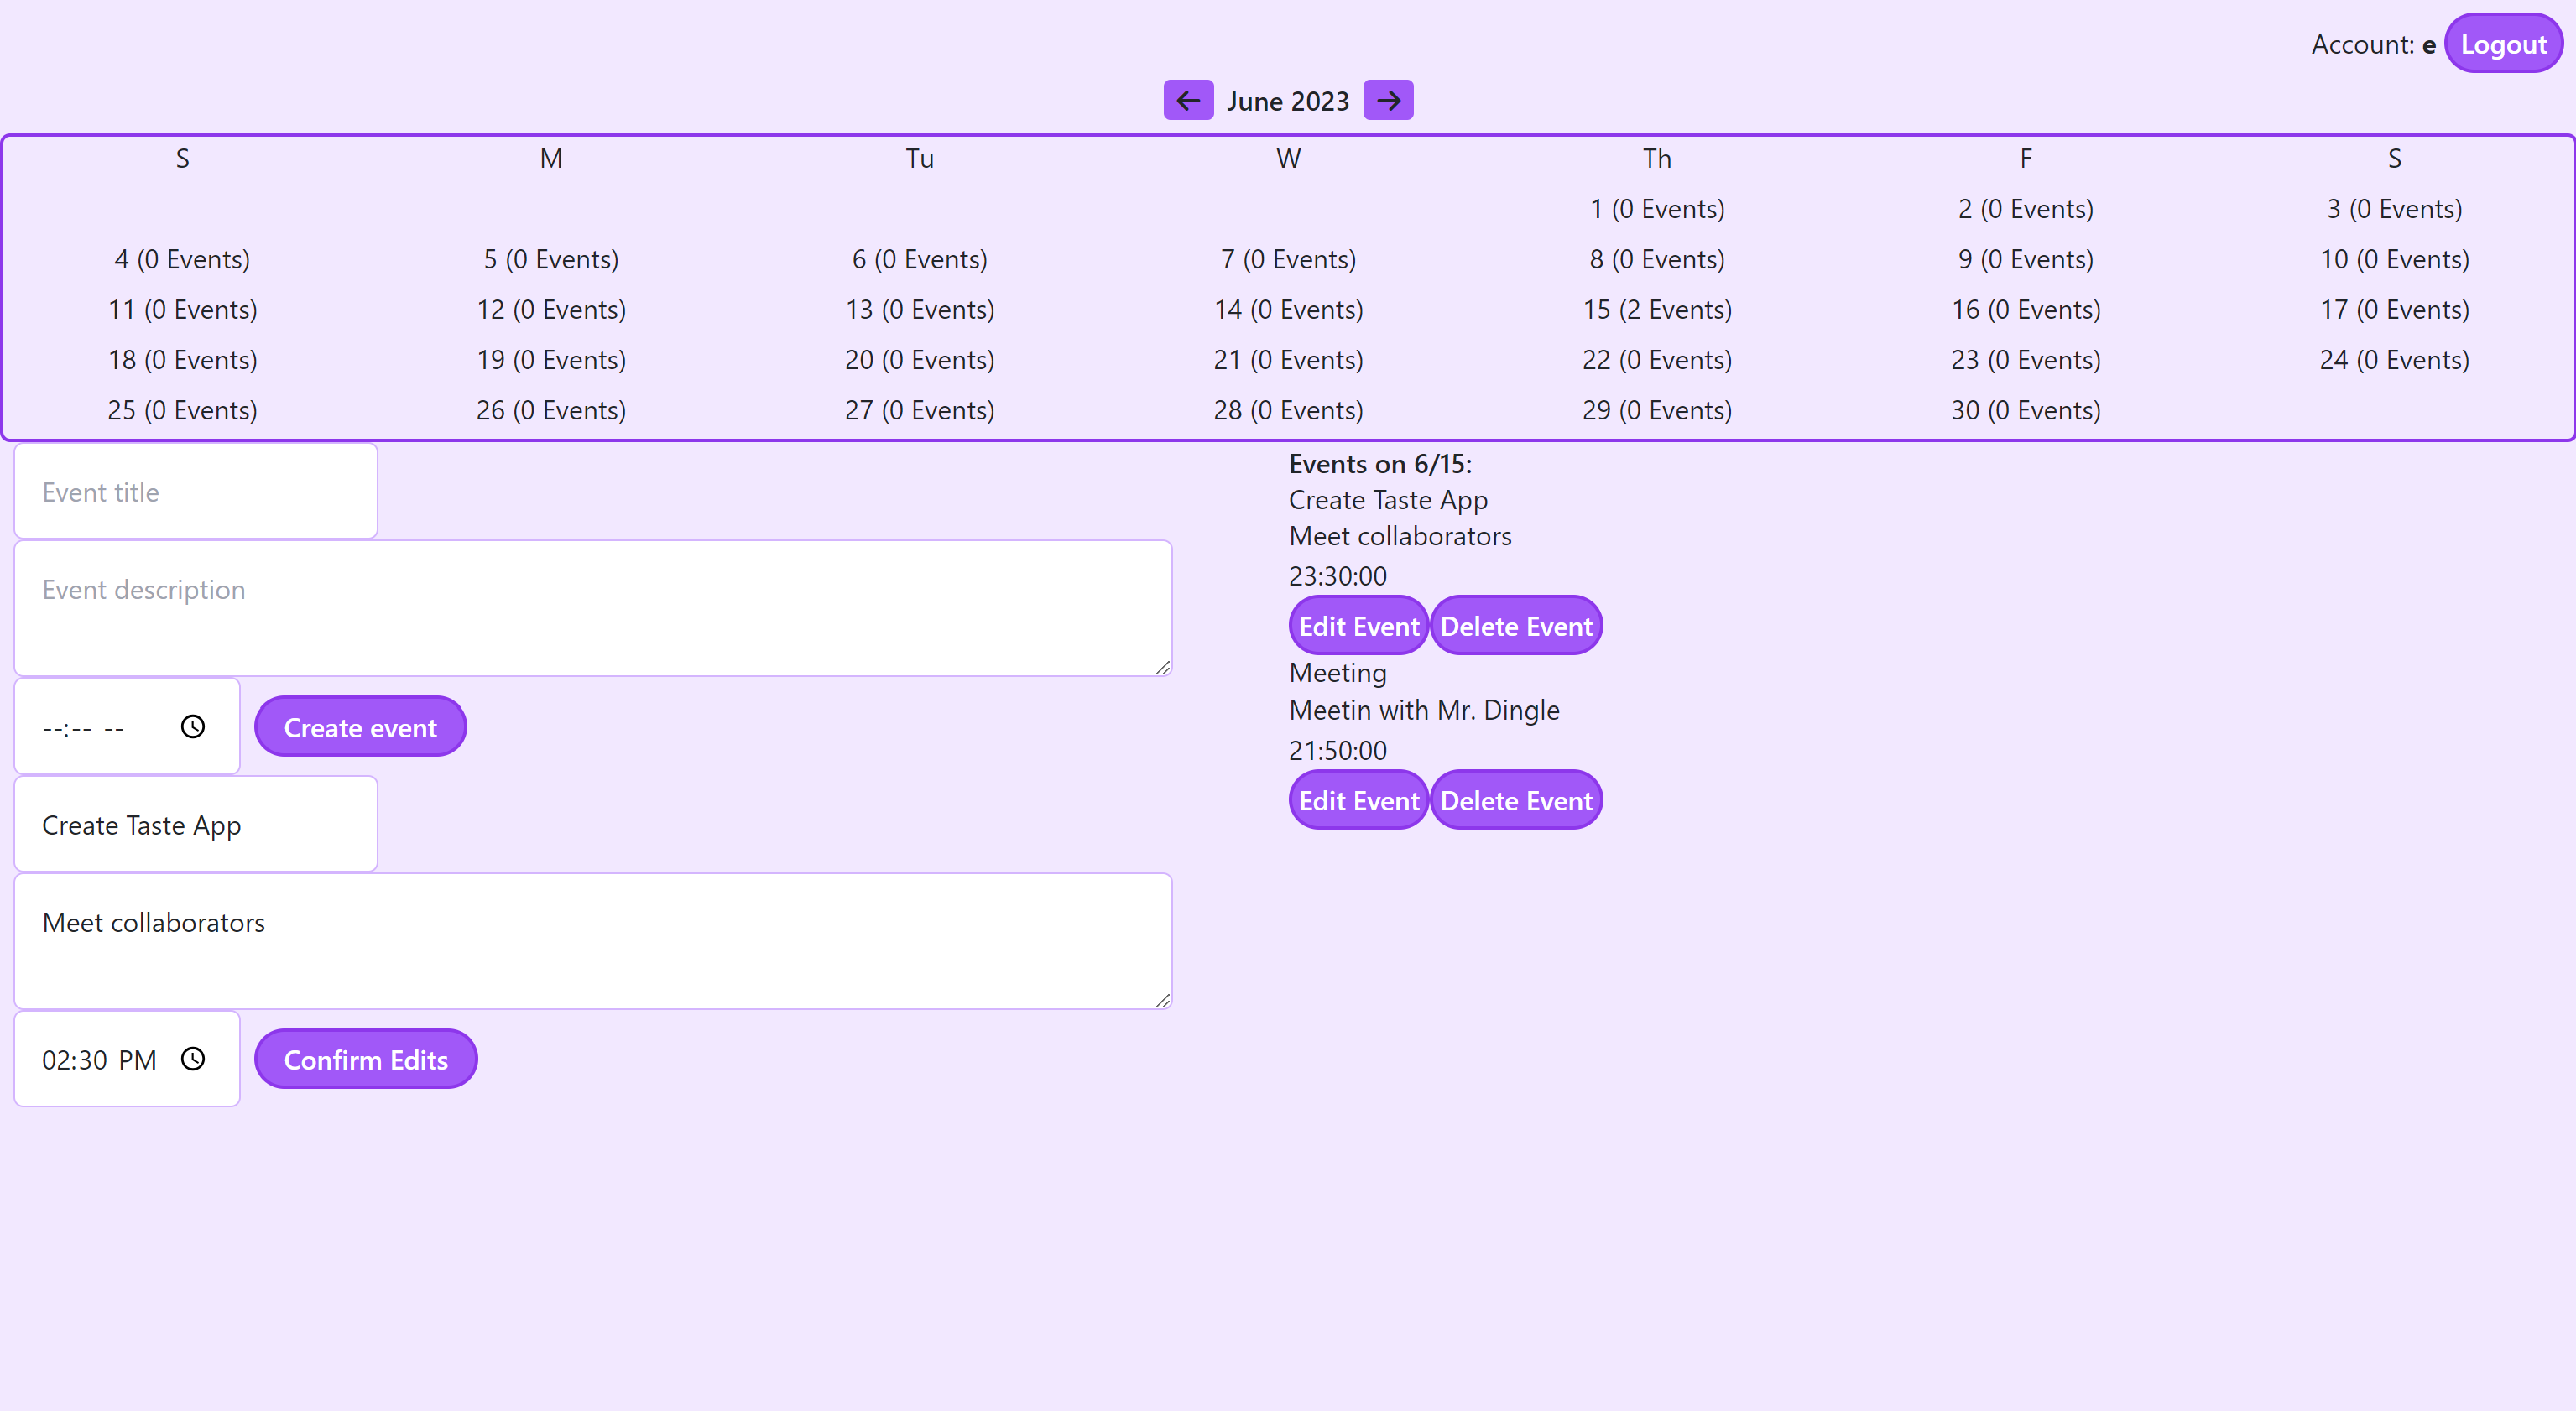 Account: e Logout
June 2023
S M Tu W Th F S
1 (0 Events) 2 (0 Events) 3 (0 Events)
4 (0 Events) 5 (0 Events) 6 (0 Events) 7 (0 Events) 8 (0 Events) 9 (0 Events) 10 (0 Events)
11 (0 Events) 12 (0 Events) 13 (0 Events) 14 (0 Events) 15 (2 Events) 16 (0 Events) 17 (0 Events)
18 (0 Events) 19 (0 Events) 20 (0 Events) 21 (0 Events) 22 (0 Events) 23 (0 Events) 24 (0 Events)
25 (0 Events) 26 (0 Events) 27 (0 Events) 28 (0 Events) 29 (0 Events) 30 (0 Events)
Event title
Event description
--:-- -- Create event
Create Taste App
Meet collaborators
02:30 PM Confirm Edits
Events on 6/15:
Create Taste App
Meet collaborators
23:30:00
Edit Event Delete Event
Meeting
Meetin with Mr. Dingle
21:50:00
Edit Event Delete Event